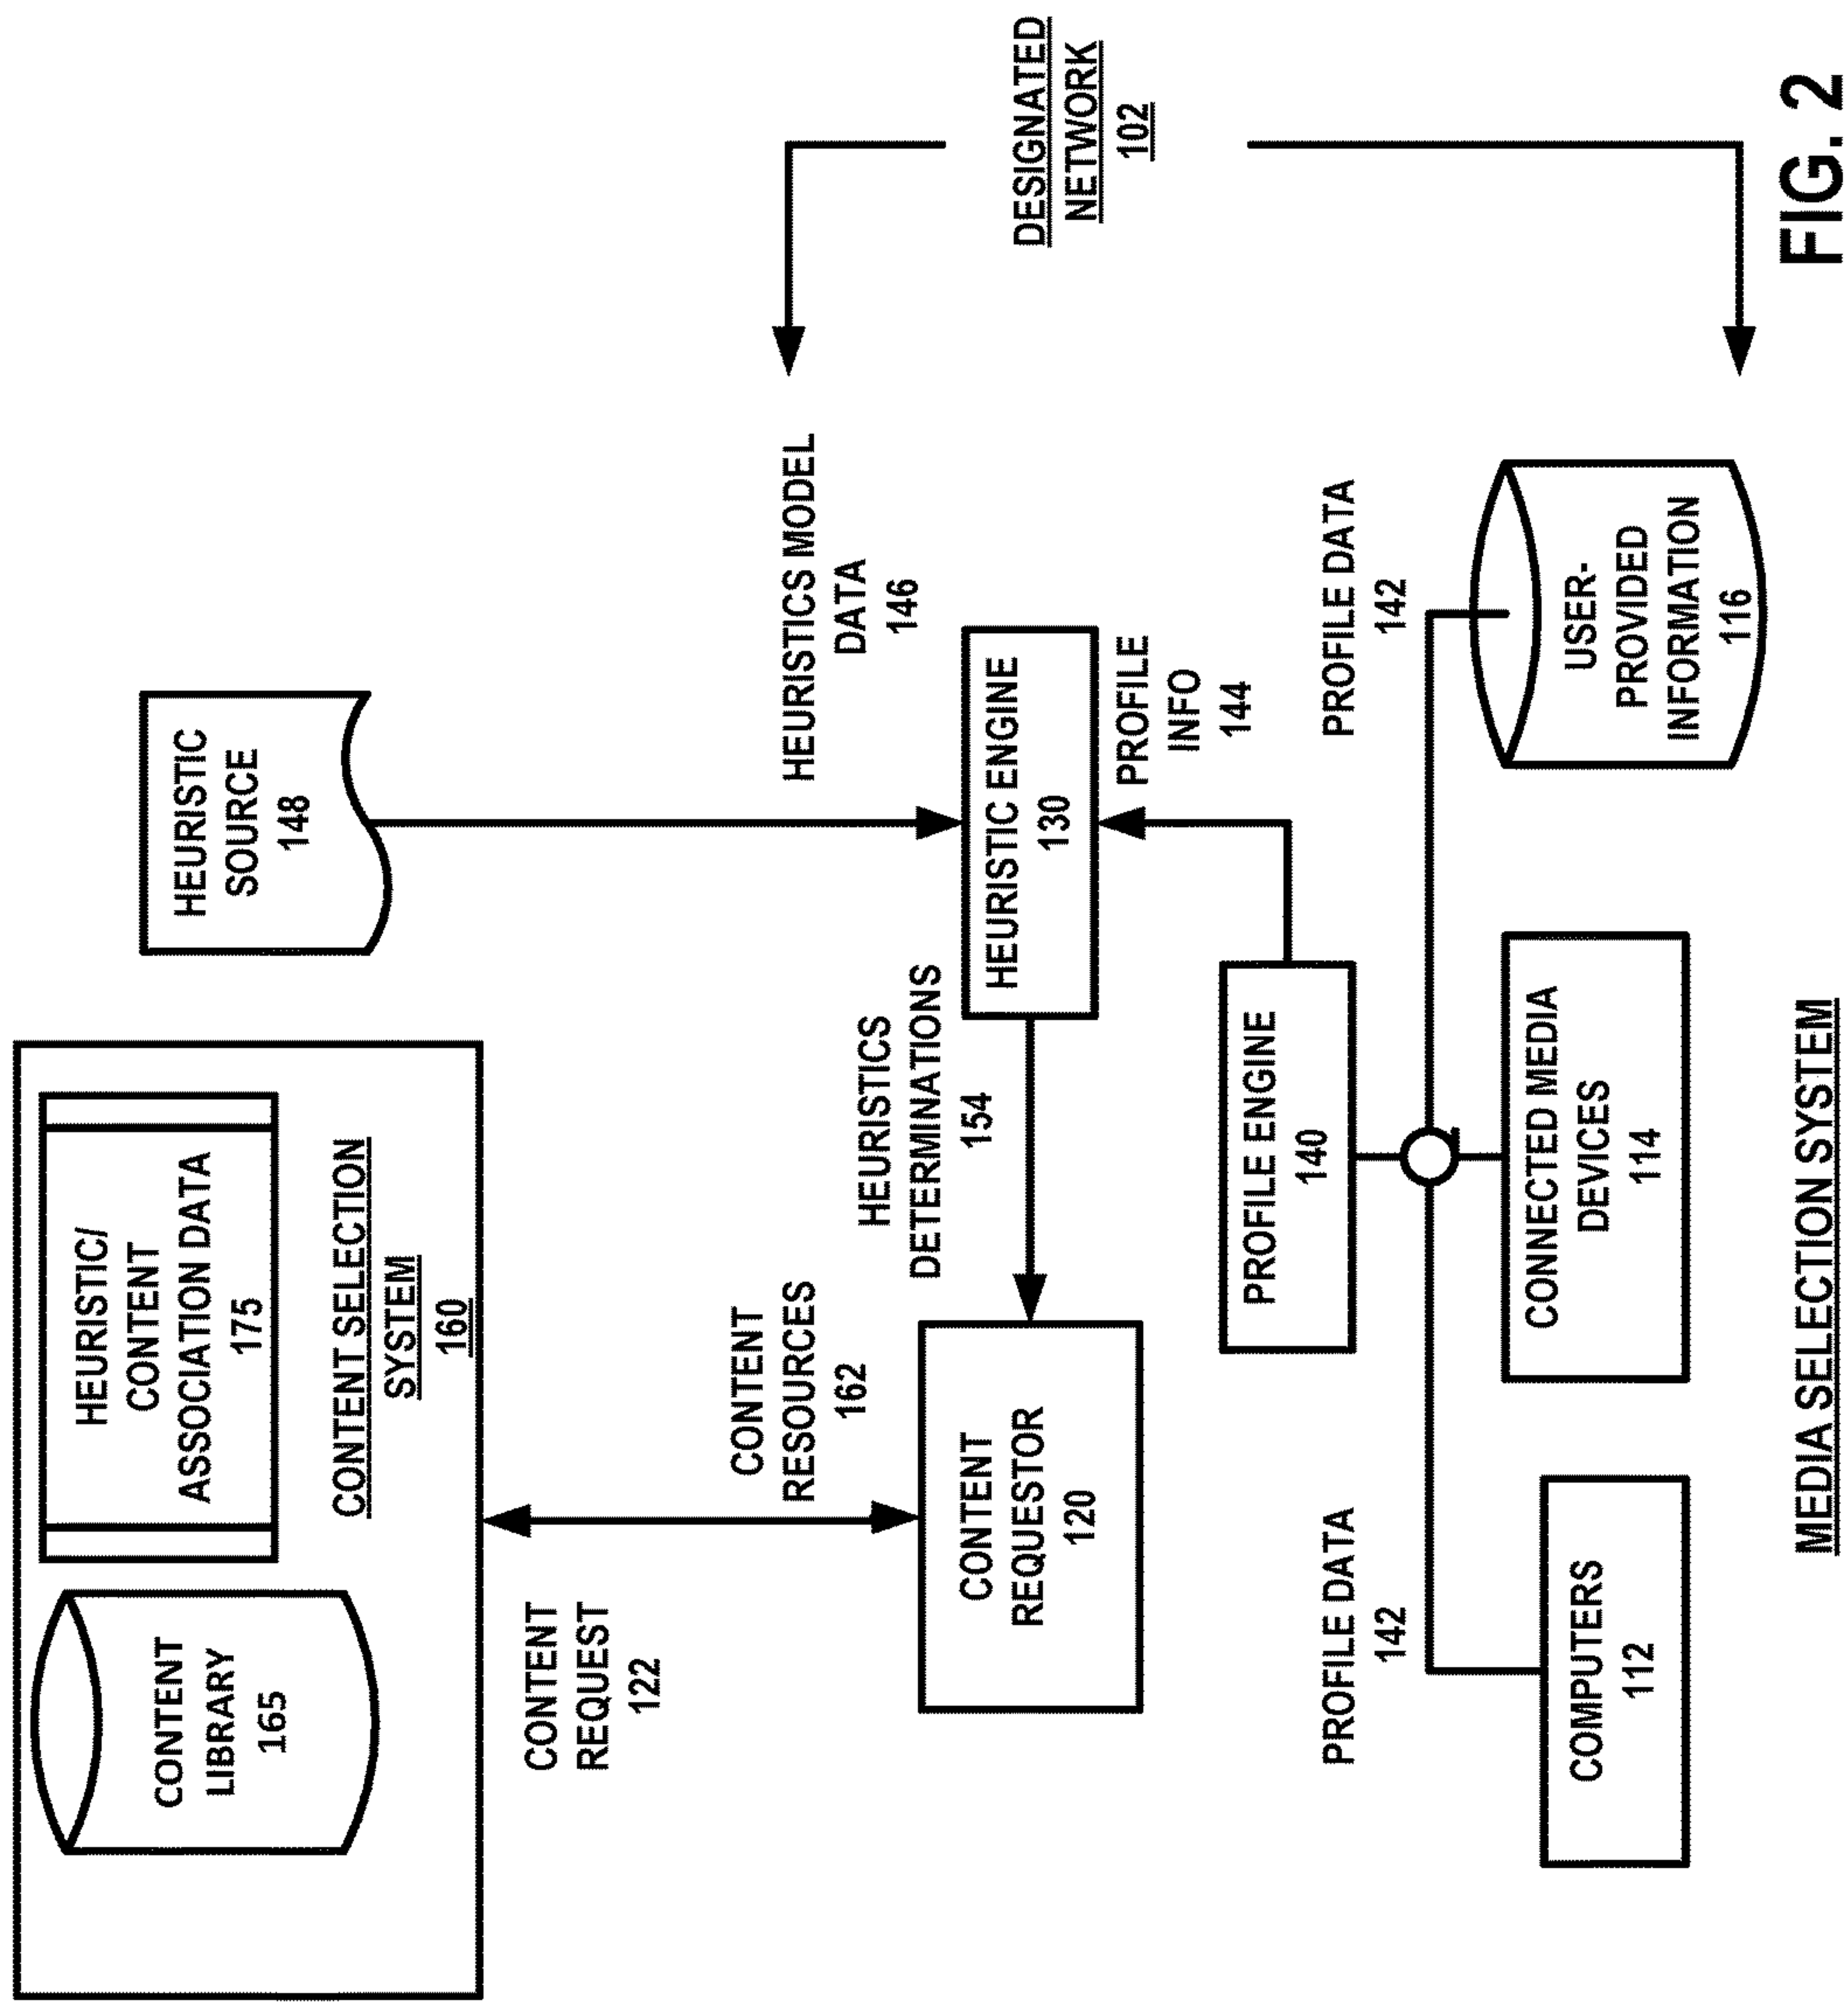 CONTENT
LIBRARY
165
HEURISTIC/
CONTENT
ASSOCIATION DATA
175
CONTENT SELECTION
SYSTEM
160
HEURISTIC
SOURCE
148
CONTENT
REQUEST
122
CONTENT
RESOURCES
162
HEURISTICS MODEL
DATA
146
HEURISTICS
DETERMINATIONS
154
CONTENT
REQUESTOR
120
HEURISTIC ENGINE
130
DESIGNATED
NETWORK
102
PROFILE
INFO
144
PROFILE ENGINE
140
PROFILE DATA
142
PROFILE DATA
142
COMPUTERS
112
CONNECTED MEDIA
DEVICES
114
USER-
PROVIDED
INFORMATION
116
MEDIA SELECTION SYSTEM
FIG. 2